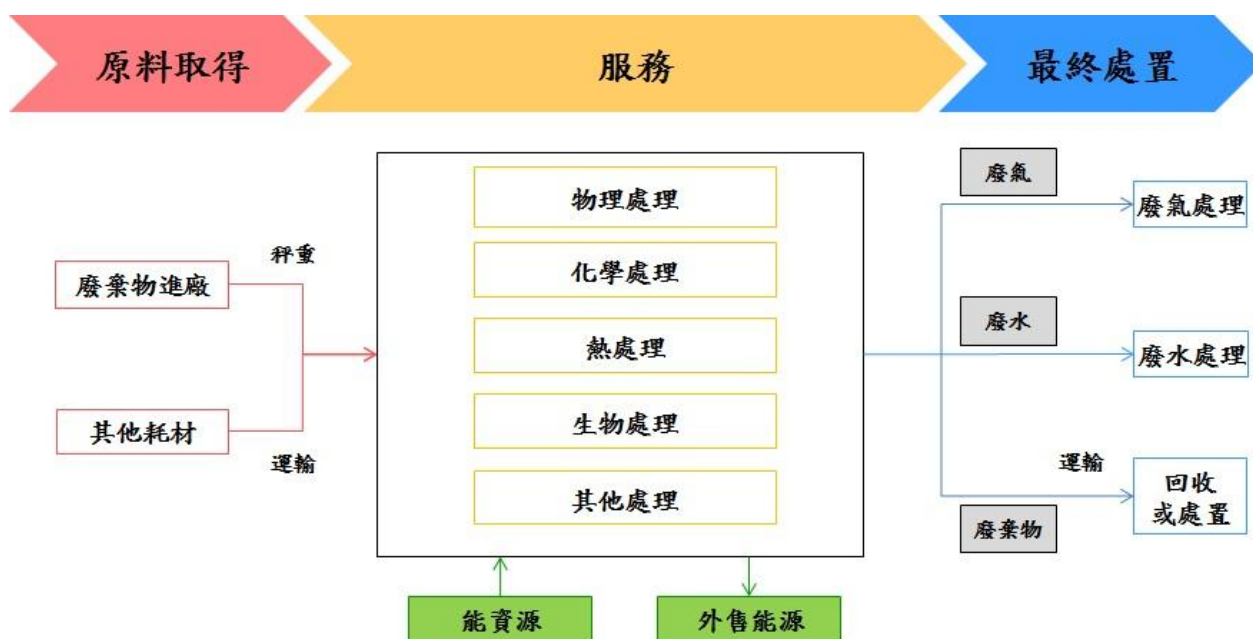 原料取得
服務
最終處置
廢棄物進廠
秤重
其他耗材
運輸
物理處理
化學處理
熱處理
生物處理
其他處理
能資源
外售能源
廢氣
廢氣處理
廢水
廢水處理
運輸
廢棄物
回收
或處置